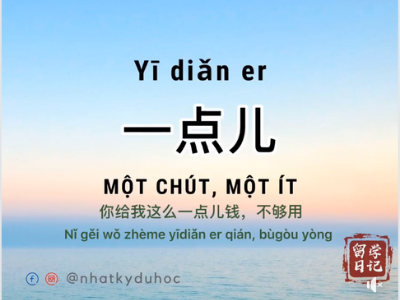 Yī diǎn er
一点儿
MỘT CHÚT, MỘT ÍT
你给我这么一点儿钱，不够用
Nǐ gěi wǒ zhème yīdiǎn er qián, bùgòu yòng
@nhatkyduhoc
留学
日记